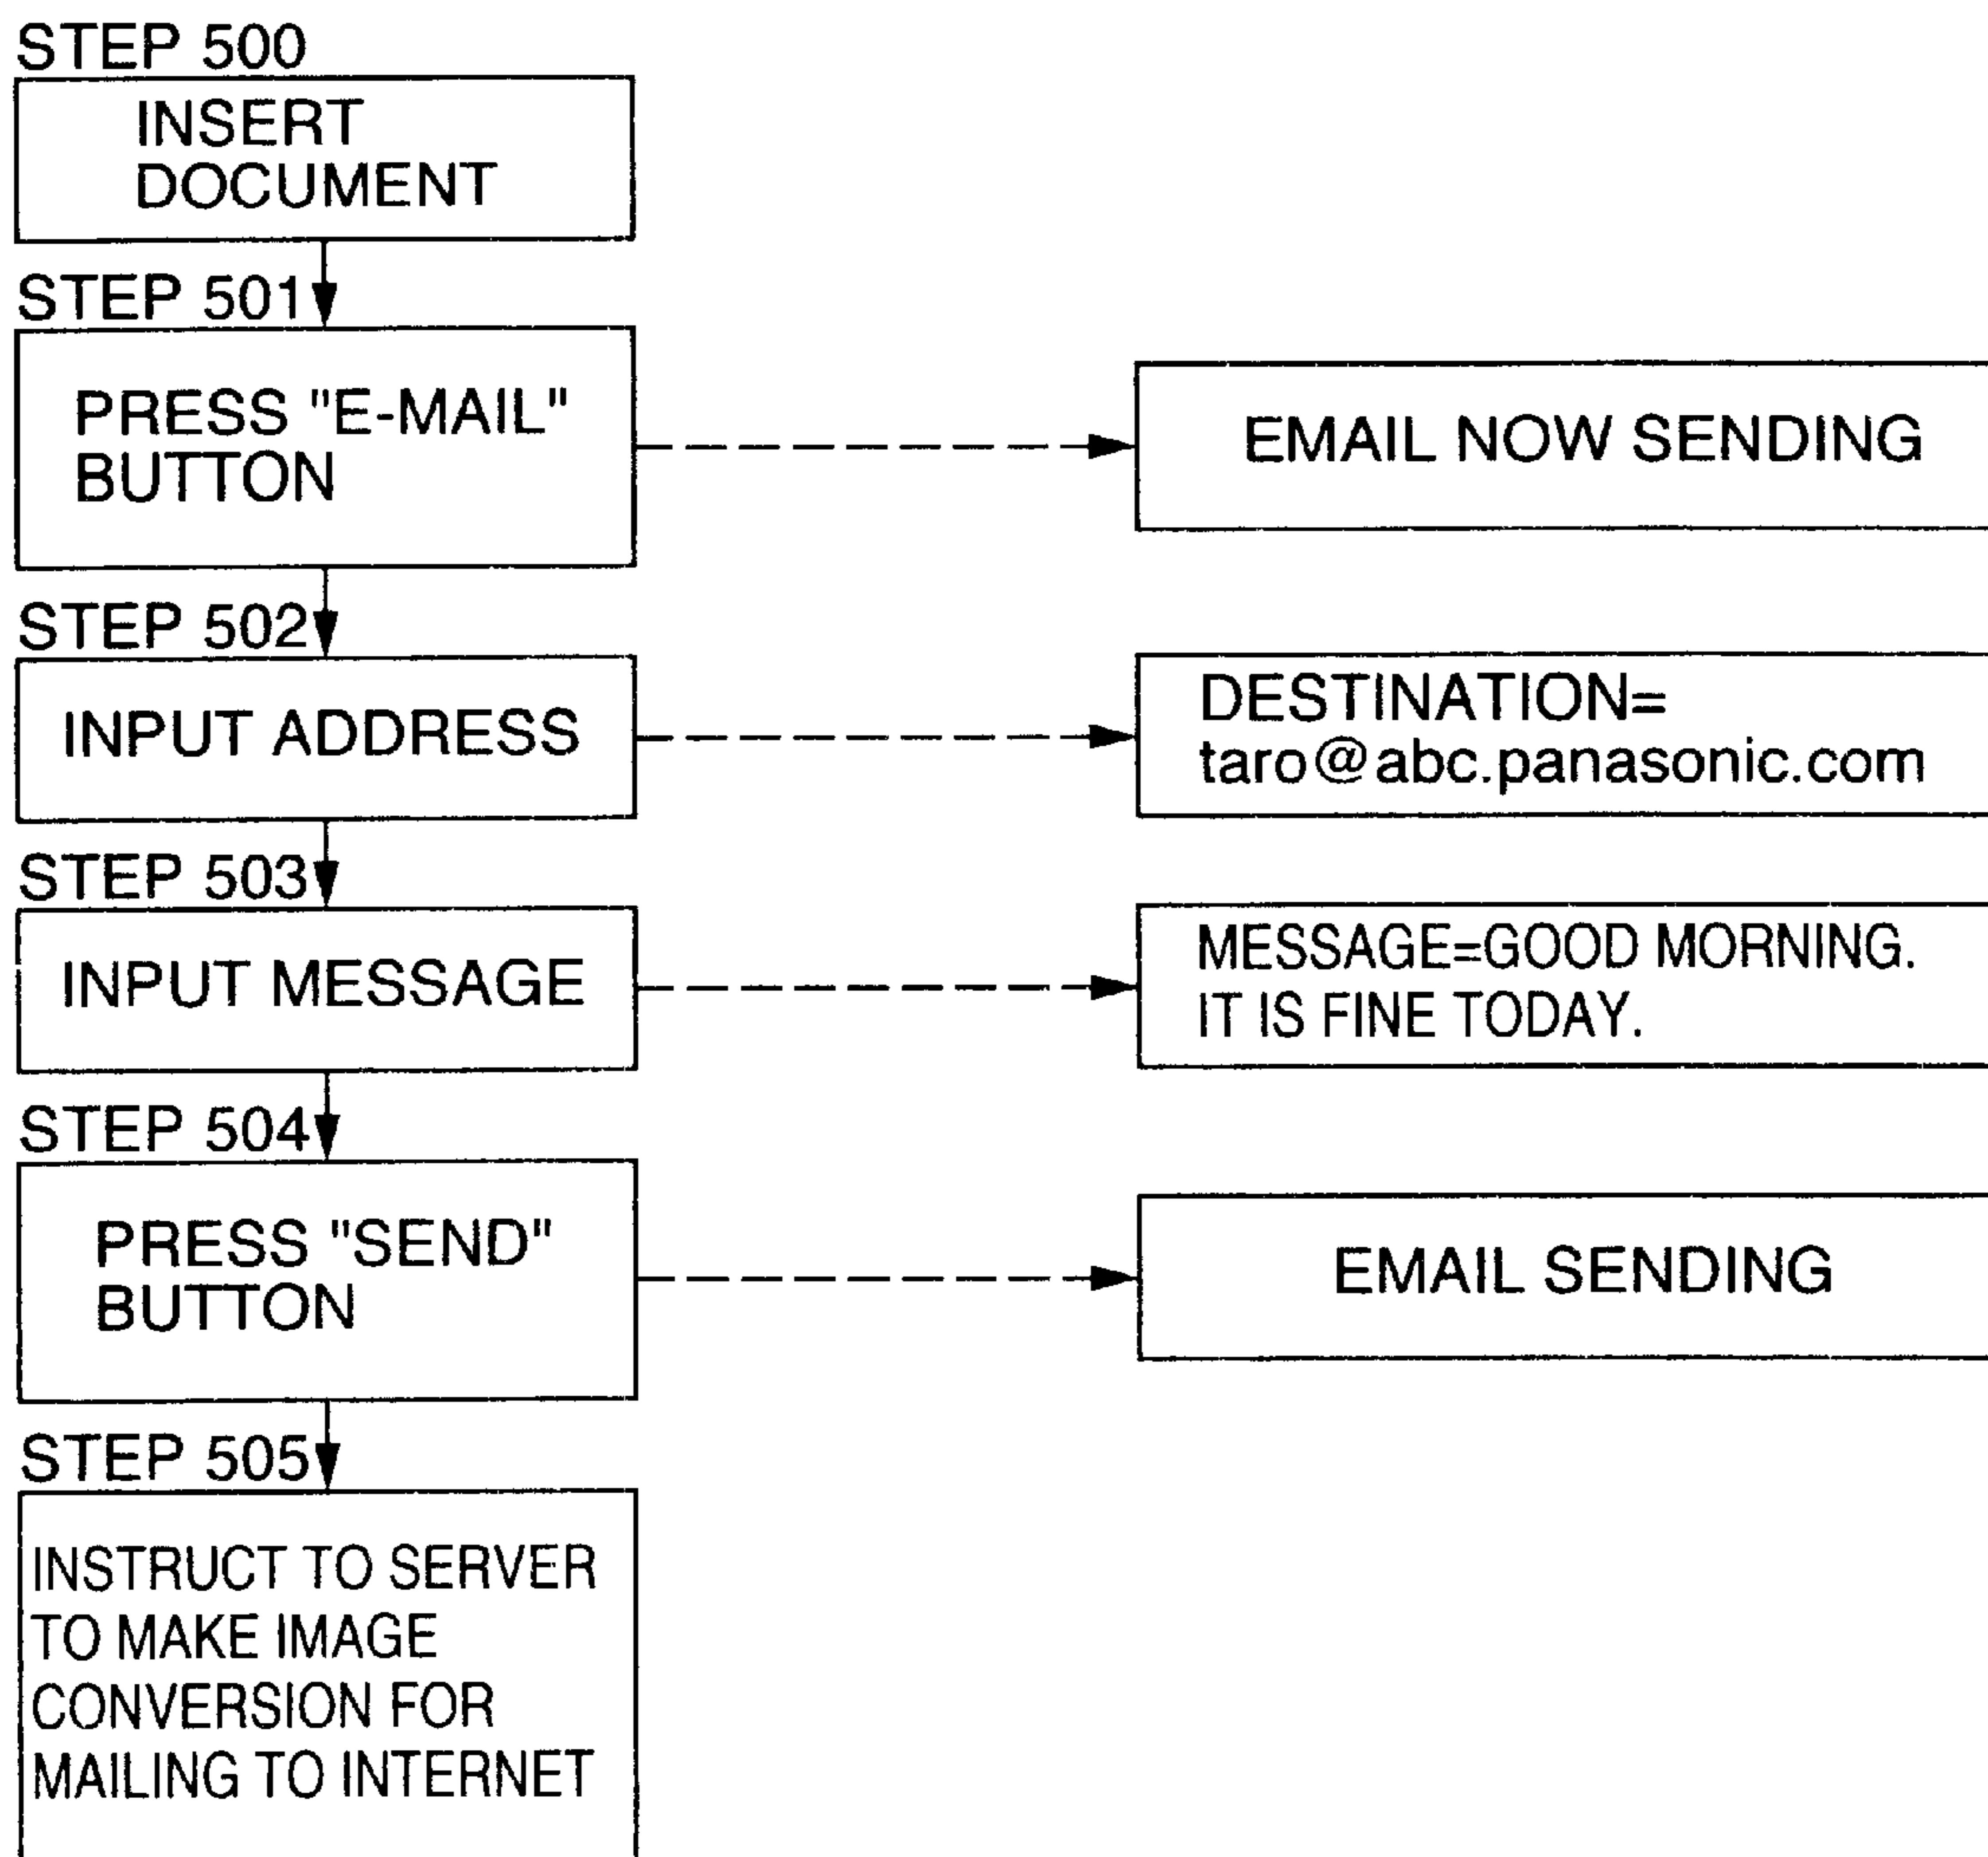 STEP 500
INSERT
DOCUMENT
STEP 501
PRESS "E-MAIL"
BUTTON
EMAIL NOW SENDING
STEP 502
INPUT ADDRESS
DESTINATION=
taro@abc.panasonic.com
STEP 503
INPUT MESSAGE
MESSAGE=GOOD MORNING.
IT IS FINE TODAY.
STEP 504
PRESS "SEND"
BUTTON
EMAIL SENDING
STEP 505
INSTRUCT TO SERVER
TO MAKE IMAGE
CONVERSION FOR
MAILING TO INTERNET